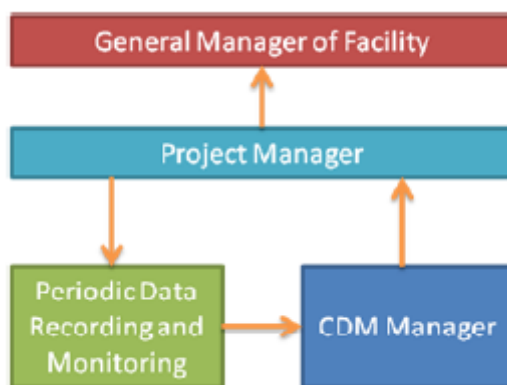 General Manager of Facility
Project Manager
Periodic Data
Recording and
Monitoring
CDM Manager